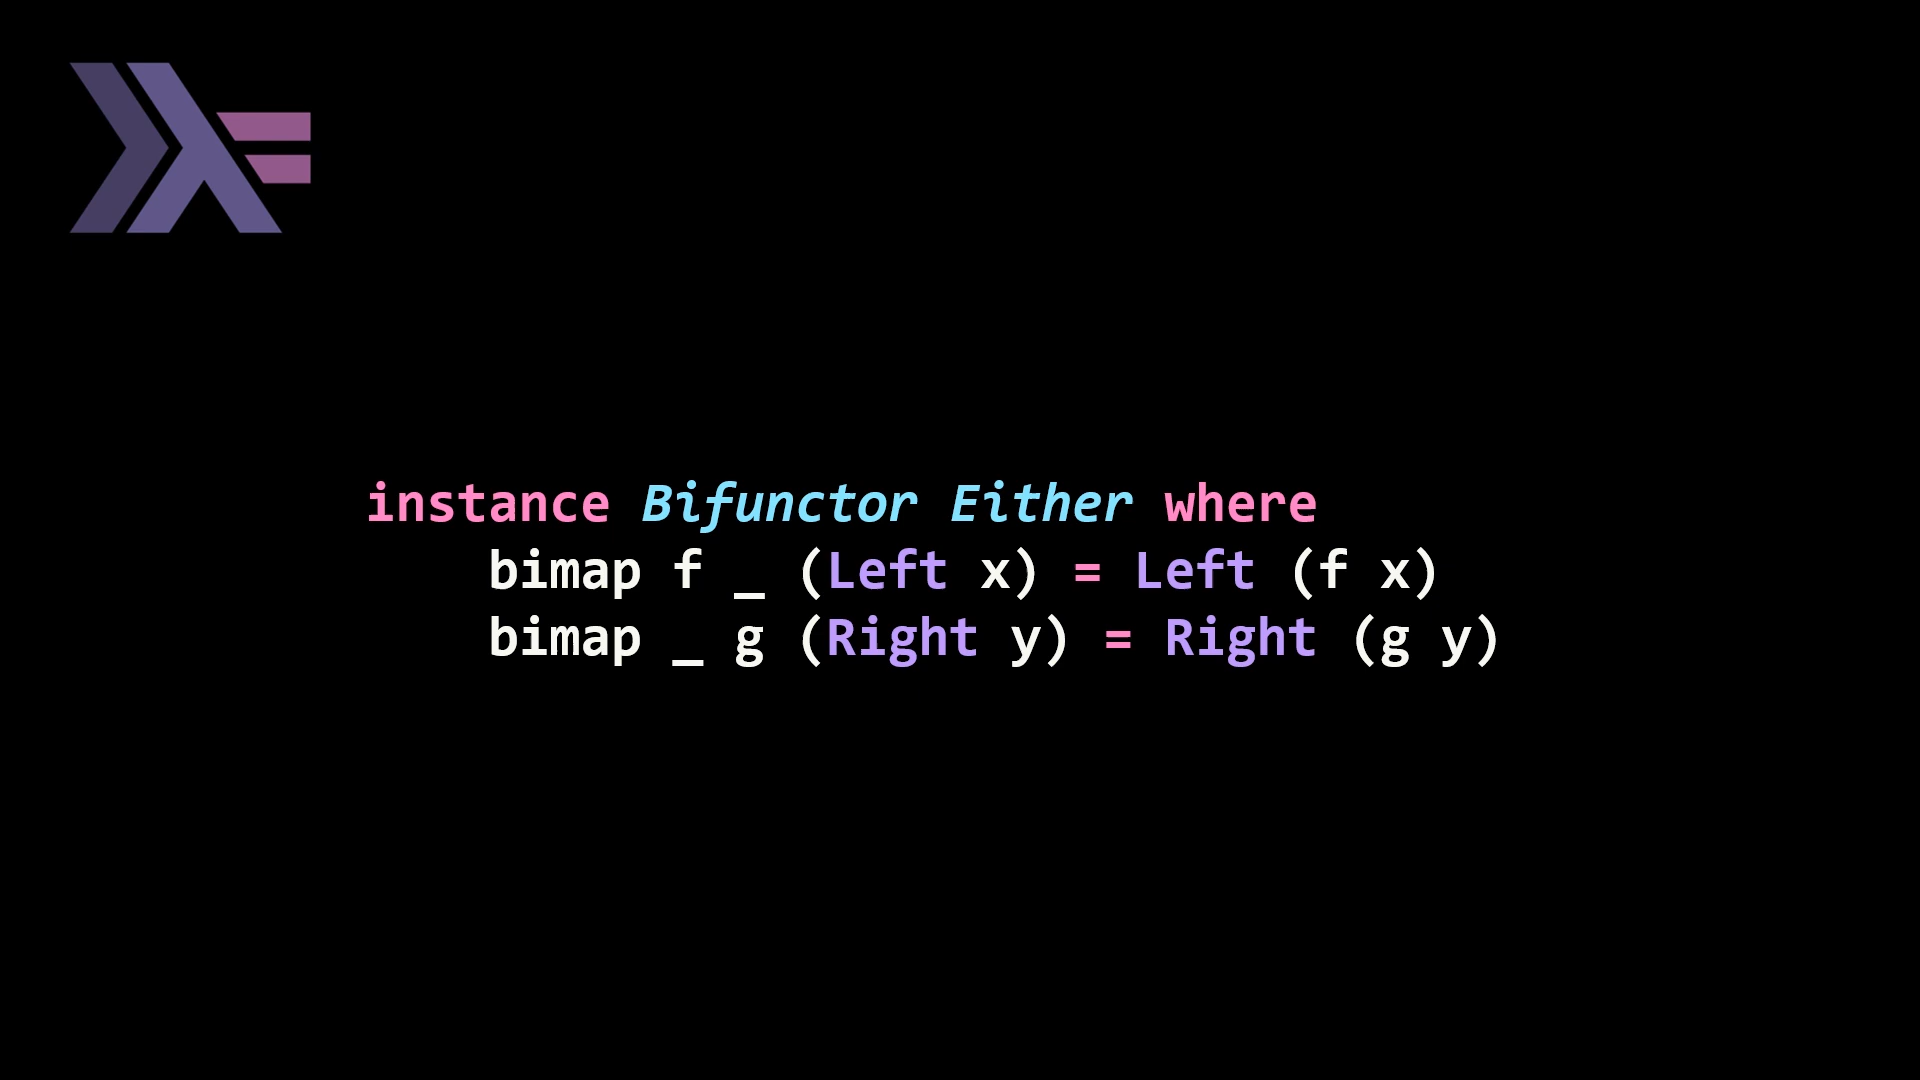 instance Bifunctor Either where
    bimap f _ (Left x) = Left (f x)
    bimap _ g (Right y) = Right (g y)